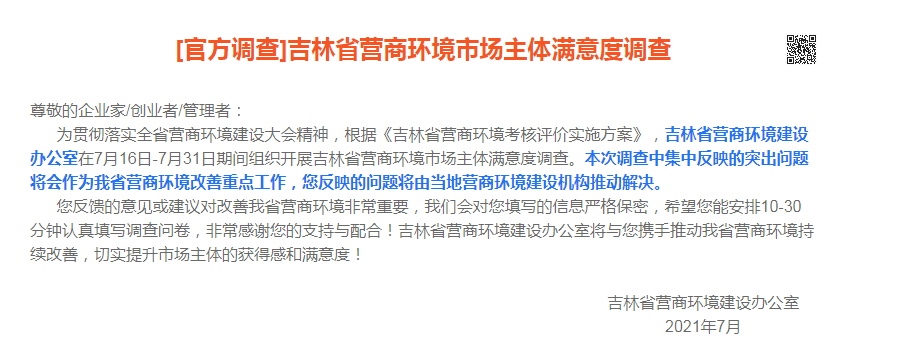 [官方调查]吉林省营商环境市场主体满意度调查
尊敬的企业家/创业者/管理者：
为贯彻落实全省营商环境建设大会精神，根据《吉林省营商环境考核评价实施方案》，吉林省营商环境建设
办公室在7月16日-7月31日期间组织开展吉林省营商环境市场主体满意度调查。本次调查中集中反映的突出问题
将会作为我省营商环境改善重点工作，您反映的问题将由当地营商环境建设机构推动解决。
您反馈的意见或建议对改善我省营商环境非常重要，我们会对您填写的信息严格保密，希望您能安排10-30
分钟认真填写调查问卷，非常感谢您的支持与配合！吉林省营商环境建设办公室将与您携手推动我省营商环境持
续改善，切实提升市场主体的获得感和满意度！
吉林省营商环境建设办公室
2021年7月